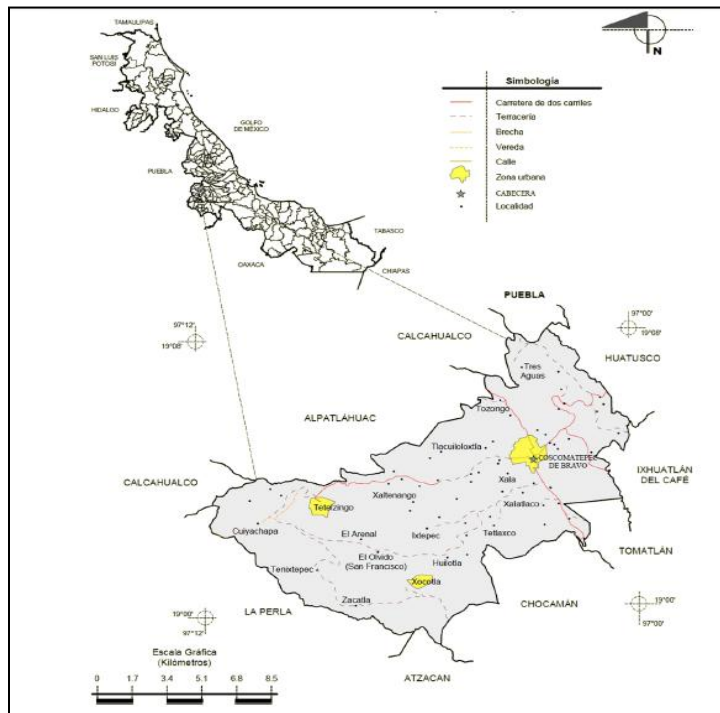 TAMAULIPAS
SAN LUIS
POTOSI
HIDALGO
GOLFO
DE MÉXICO
PUEBLA
TABASCO
OAXACA
CHIAPAS
N
Simbología
Carretera de dos carriles
Terracería
Brecha
Vereda
Calle
Zona urbana
CABECERA
Localidad
PUEBLA
97°12'
19°08'
CALCAHUALCO
97°00'
19°08'
HUATUSCO
Tres
Aguas
ALPATLÁHUAC
Tozongo
Tlacuiloloxtla
COSCOMATEPEC
DE BRAVO
IXHUATLÁN
DEL CAFÉ
CALCAHUALCO
Xala
Xaltenango
Tetelzingo
Xalatlaco
Cuiyachapa
El Arenal
Ixtepec
Tetlaxco
TOMATLÁN
El Olvido
(San Francisco)
Huilotla
Tenixtepec
Xocotla
Zacatla
LA PERLA
CHOCAMÁN
19°00'
97°12'
19°00'
97°00'
ATZACAN
Escala Gráfica
(Kilómetros)
0 1.7 3.4 5.1 6.8 8.5